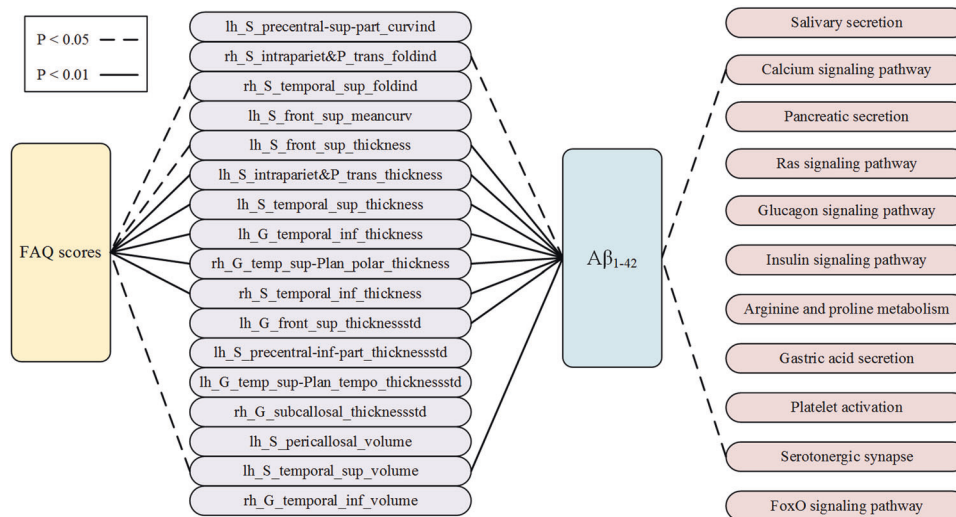 P < 0.05
P < 0.01
FAQ scores
lh_S_precentral-sup-part_curvind
rh_S_intrapariet&P_trans_foldind
rh_S_temporal_sup_foldind
lh_S_front_sup_meancurv
lh_S_front_sup_thickness
lh_S_intrapariet&P_trans_thickness
lh_S_temporal_sup_thickness
lh_G_temporal_inf_thickness
rh_G_temp_sup-Plan_polar_thickness
rh_S_temporal_inf_thickness
lh_G_front_sup_thicknessstd
lh_S_precentral-inf-part_thicknessstd
lh_G_temp_sup-Plan_tempo_thicknessstd
rh_G_subcallosal_thicknessstd
lh_S_pericallosal_volume
lh_S_temporal_sup_volume
rh_G_temporal_inf_volume
Aβ1-42
Salivary secretion
Calcium signaling pathway
Pancreatic secretion
Ras signaling pathway
Glucagon signaling pathway
Insulin signaling pathway
Arginine and proline metabolism
Gastric acid secretion
Platelet activation
Serotonergic synapse
FoxO signaling pathway